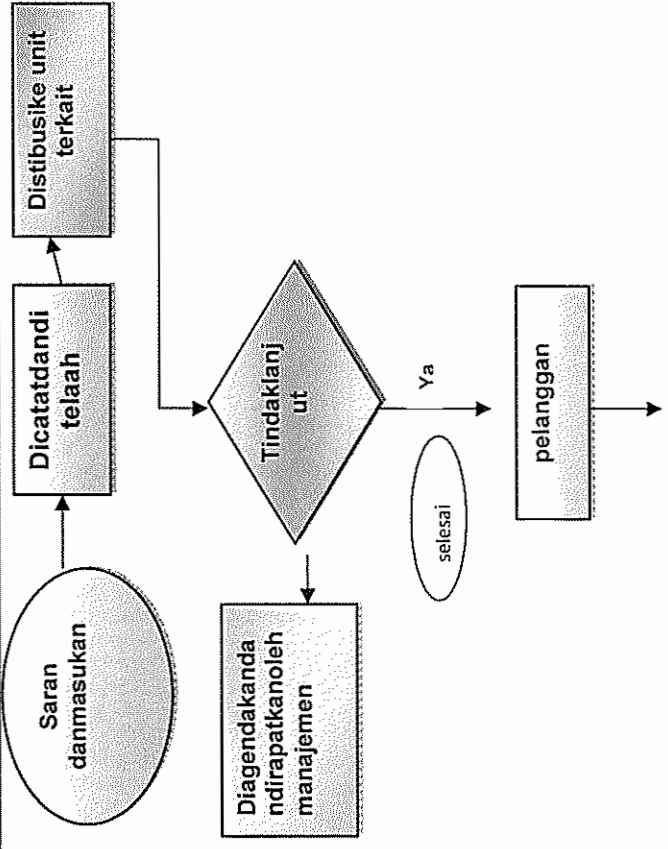 Saran
danmasukan
Dicatatdandi
telaah
Distibusike unit
terkait
Tindaklanj
ut
Diagendakanda
ndirapatkanoleh
manajemen
Ya
selesai
pelanggan